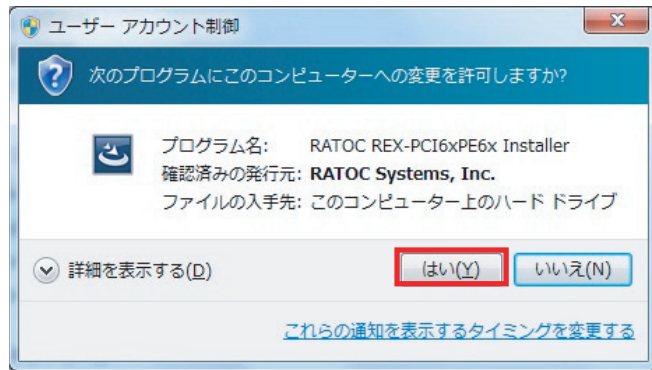 ユーザー アカウント制御
次のプログラムにこのコンピューターへの変更を許可しますか?
プログラム名: RATOC REX-PCI6xPE6x Installer
確認済みの発行元: RATOC Systems, Inc.
ファイルの入手先: このコンピューター上のハード ドライブ
詳細を表示する(D) はい(Y) いいえ(N)
これらの通知を表示するタイミングを変更する